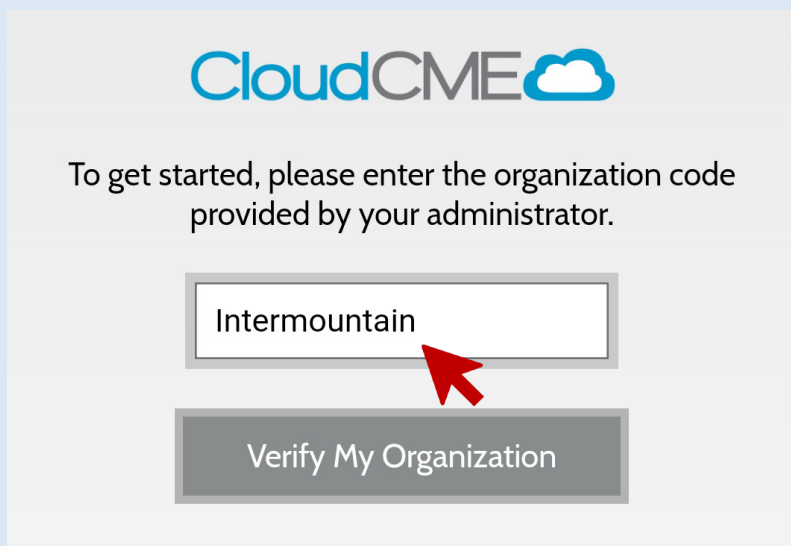 CloudCME
To get started, please enter the organization code
provided by your administrator.
Intermountain
Verify My Organization